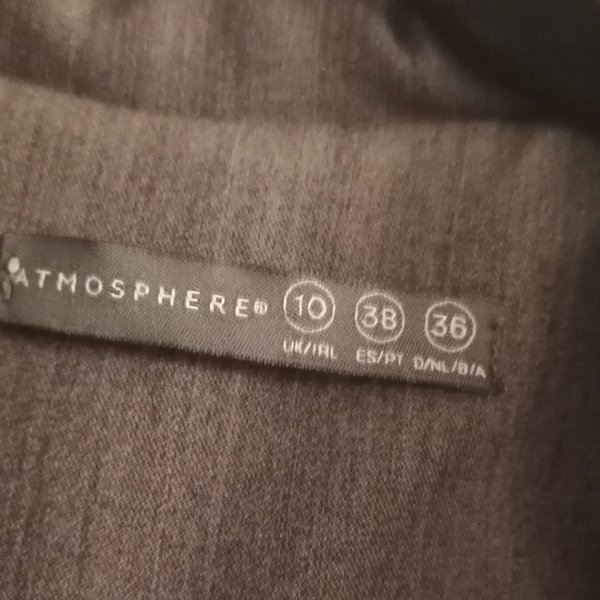 ATMOSPHERE® 10 38 36
UK/IRL ES/PT D/NL/B/A